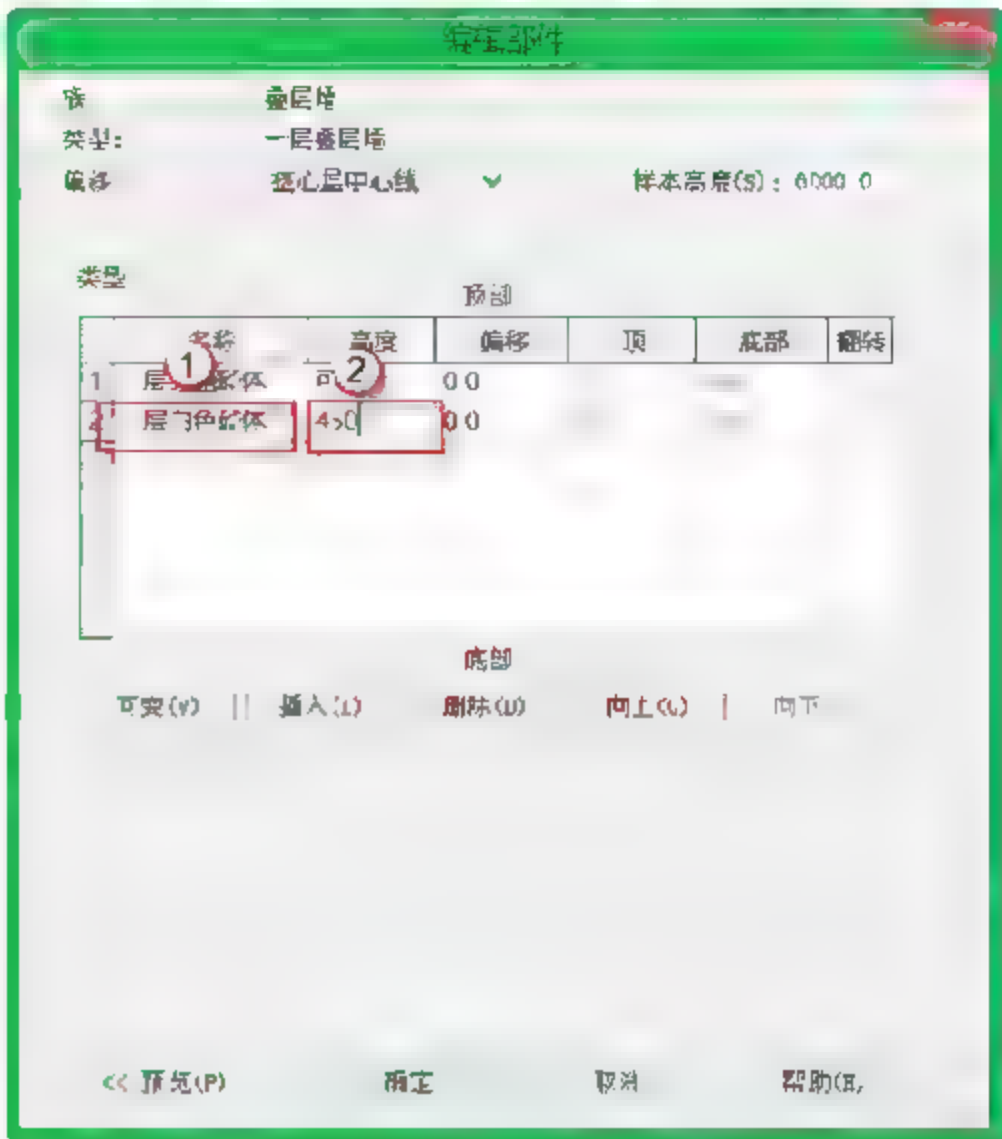 编辑部件
族 叠层墙
类型: 一层叠层墙
偏移 核心层中心线 样本高度(S): 6000 0
类型
顶部
名称 高度 偏移 顶 底部 翻转
1 0 0
2 450 0 0
① ②
底部
可变(V) 插入(I) 删除(D) 向上(U) 向下
<< 预览(P) 确定 取消 帮助(H)